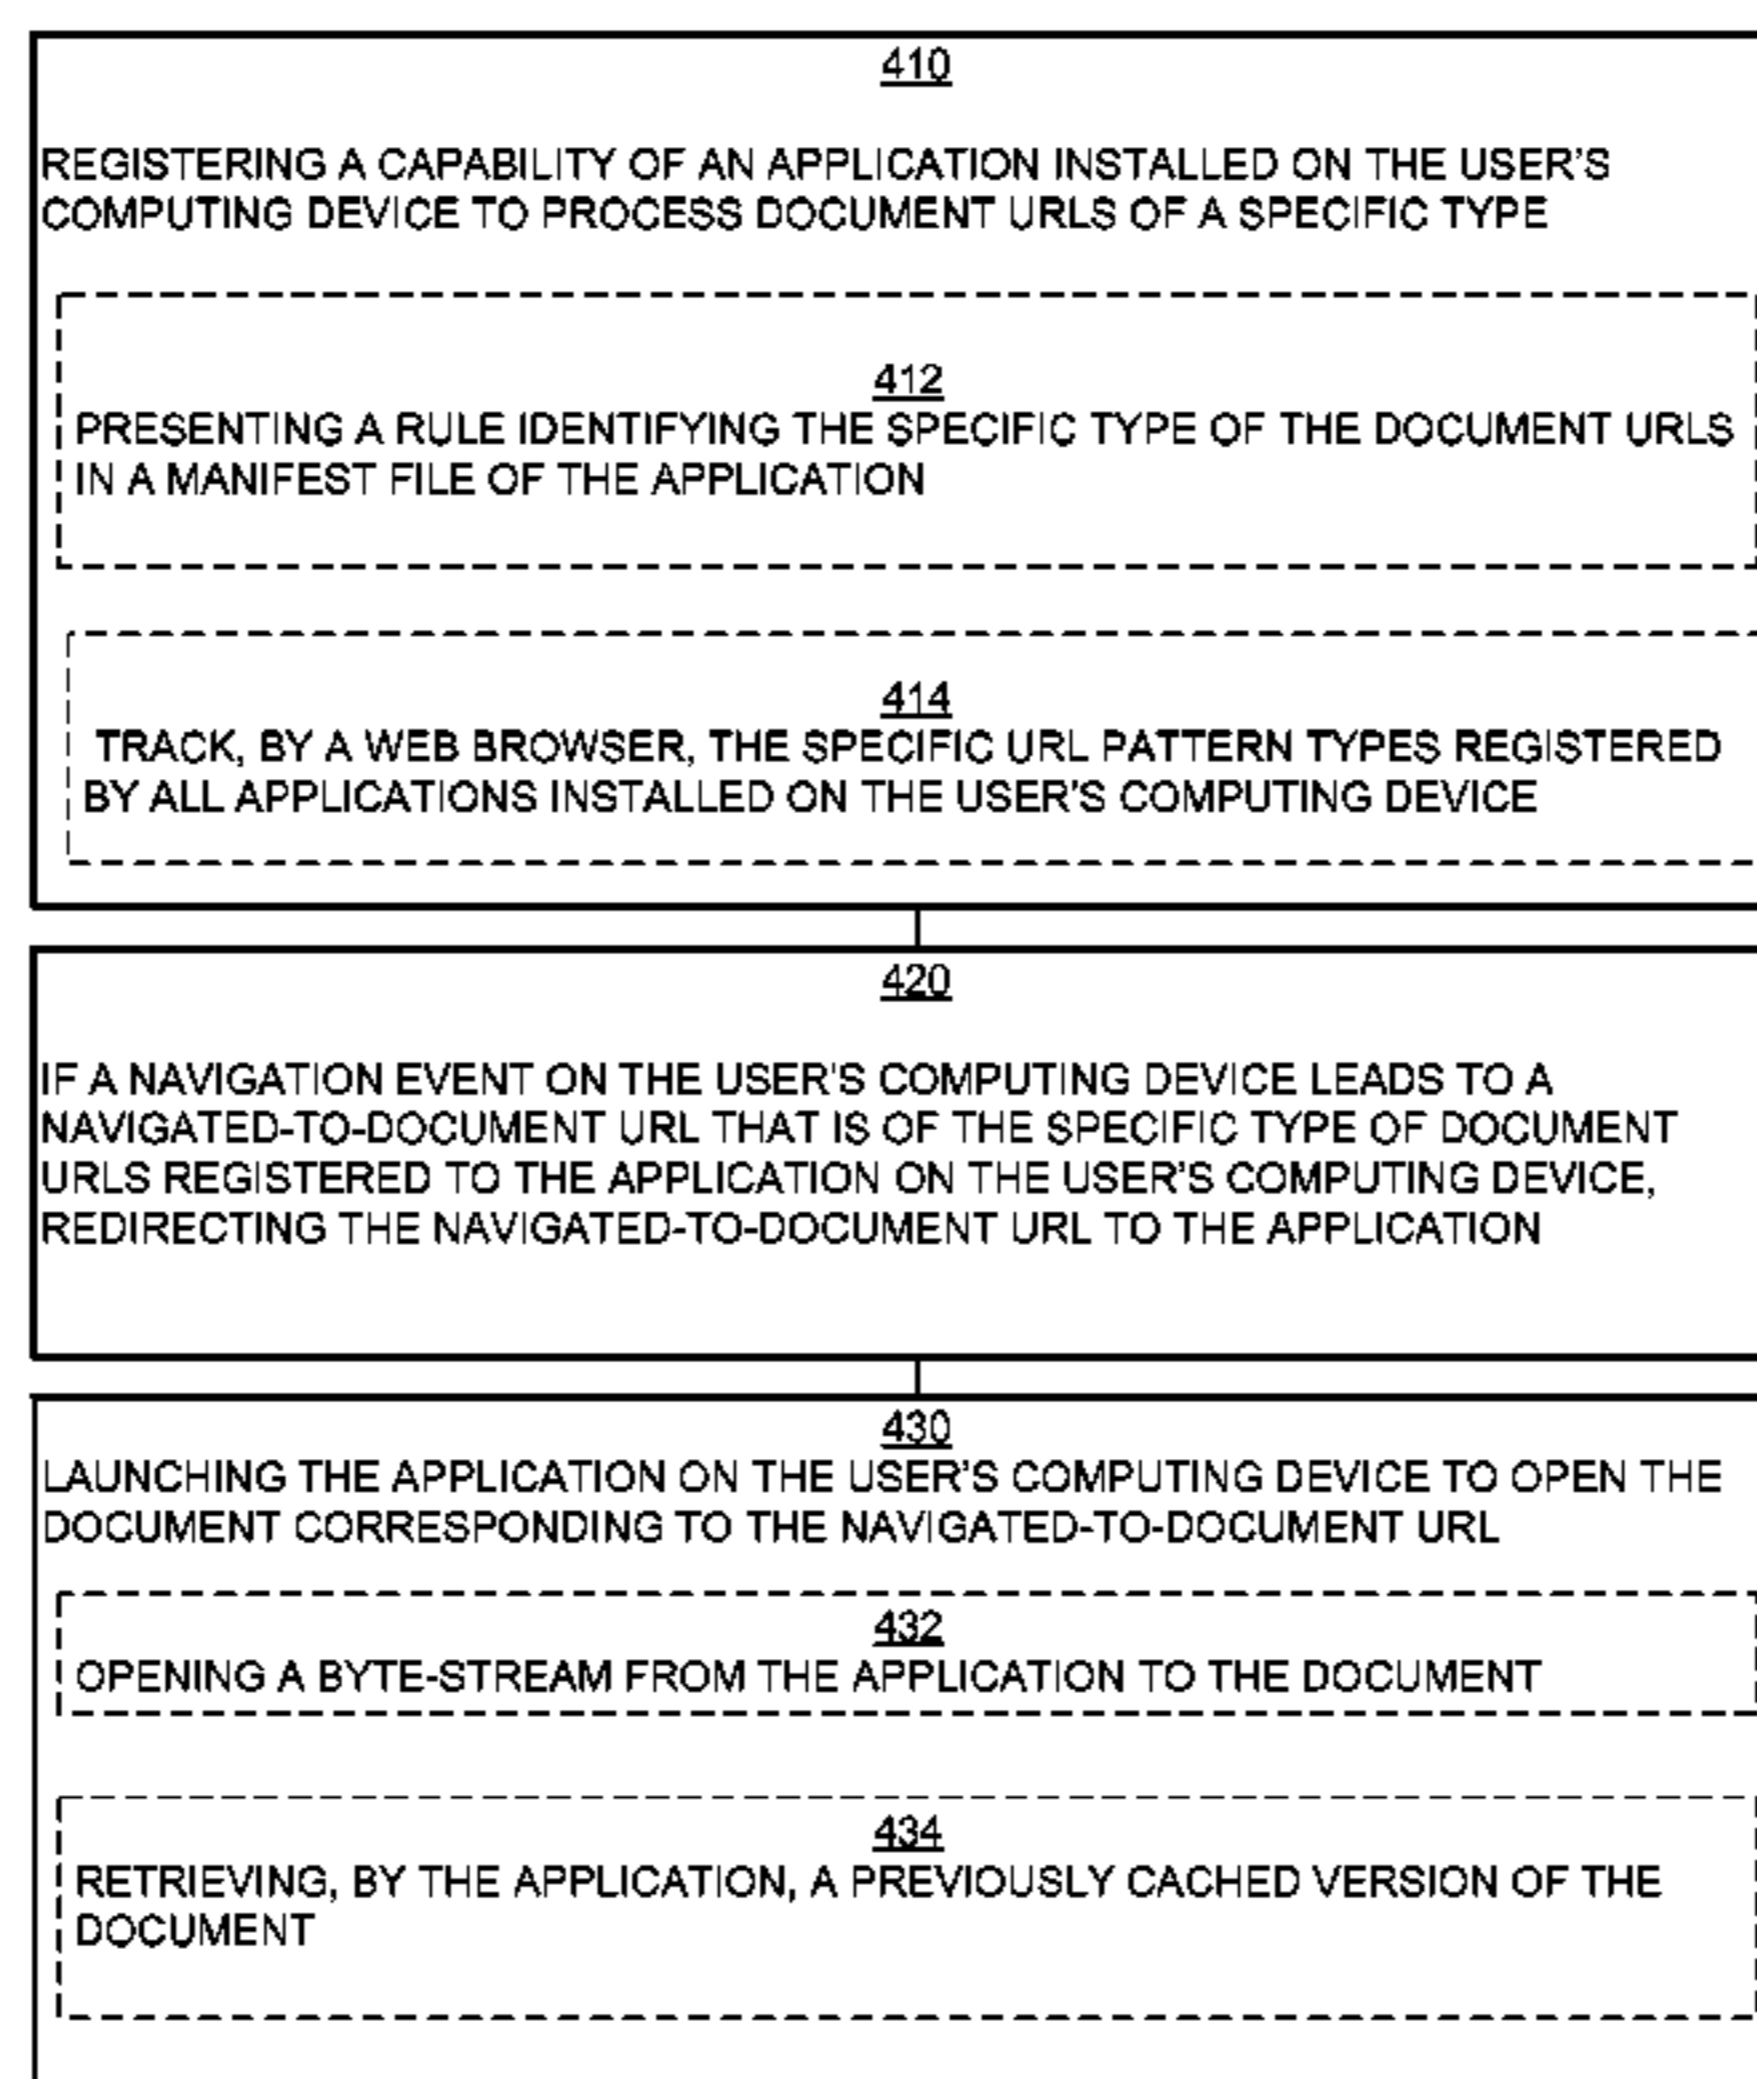 410
REGISTERING A CAPABILITY OF AN APPLICATION INSTALLED ON THE USER'S
COMPUTING DEVICE TO PROCESS DOCUMENT URLS OF A SPECIFIC TYPE
412
PRESENTING A RULE IDENTIFYING THE SPECIFIC TYPE OF THE DOCUMENT URLS
IN A MANIFEST FILE OF THE APPLICATION
414
TRACK, BY A WEB BROWSER, THE SPECIFIC URL PATTERN TYPES REGISTERED
BY ALL APPLICATIONS INSTALLED ON THE USER'S COMPUTING DEVICE
420
IF A NAVIGATION EVENT ON THE USER'S COMPUTING DEVICE LEADS TO A
NAVIGATED-TO-DOCUMENT URL THAT IS OF THE SPECIFIC TYPE OF DOCUMENT
URLS REGISTERED TO THE APPLICATION ON THE USER'S COMPUTING DEVICE,
REDIRECTING THE NAVIGATED-TO-DOCUMENT URL TO THE APPLICATION
430
LAUNCHING THE APPLICATION ON THE USER'S COMPUTING DEVICE TO OPEN THE
DOCUMENT CORRESPONDING TO THE NAVIGATED-TO-DOCUMENT URL
432
OPENING A BYTE-STREAM FROM THE APPLICATION TO THE DOCUMENT
434
RETRIEVING, BY THE APPLICATION, A PREVIOUSLY CACHED VERSION OF THE
DOCUMENT